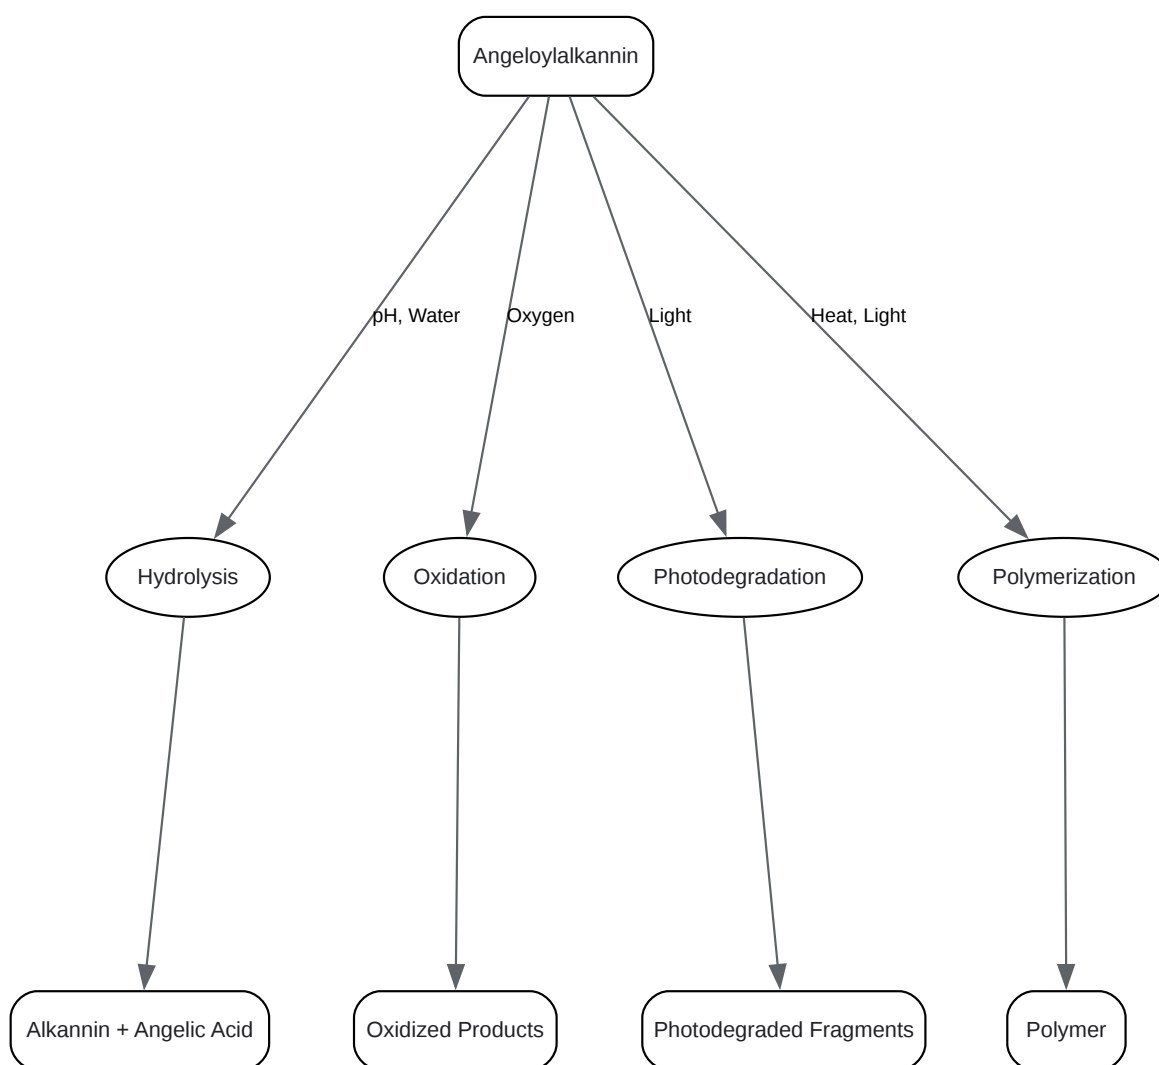 Angeloylalkannin
pH, Water
Oxygen
Light
Heat, Light
Hydrolysis
Oxidation
Photodegradation
Polymerization
Alkannin + Angelic Acid
Oxidized Products
Photodegraded Fragments
Polymer